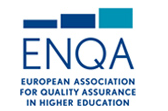 ENQA
EUROPEAN ASSOCIATION
FOR QUALITY ASSURANCE
IN HIGHER EDUCATION